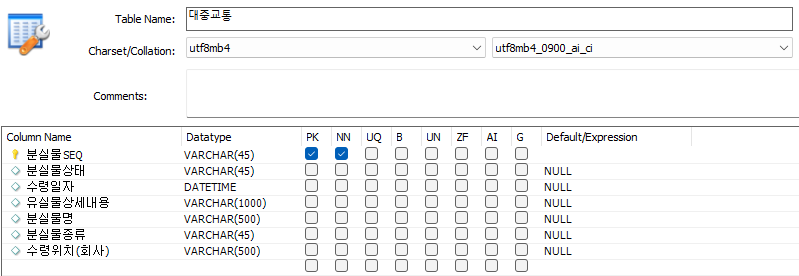 Table Name: 대중교통
Charset/Collation: utf8mb4 utf8mb4_0900_ai_ci
Comments:
Column Name Datatype PK NN UQ B UN ZF AI G Default/Expression
분실물SEQ VARCHAR(45)
분실물상태 VARCHAR(45) NULL
수령일자 DATETIME NULL
유실물상세내용 VARCHAR(1000) NULL
분실물명 VARCHAR(500) NULL
분실물종류 VARCHAR(45) NULL
수령위치(회사) VARCHAR(500) NULL